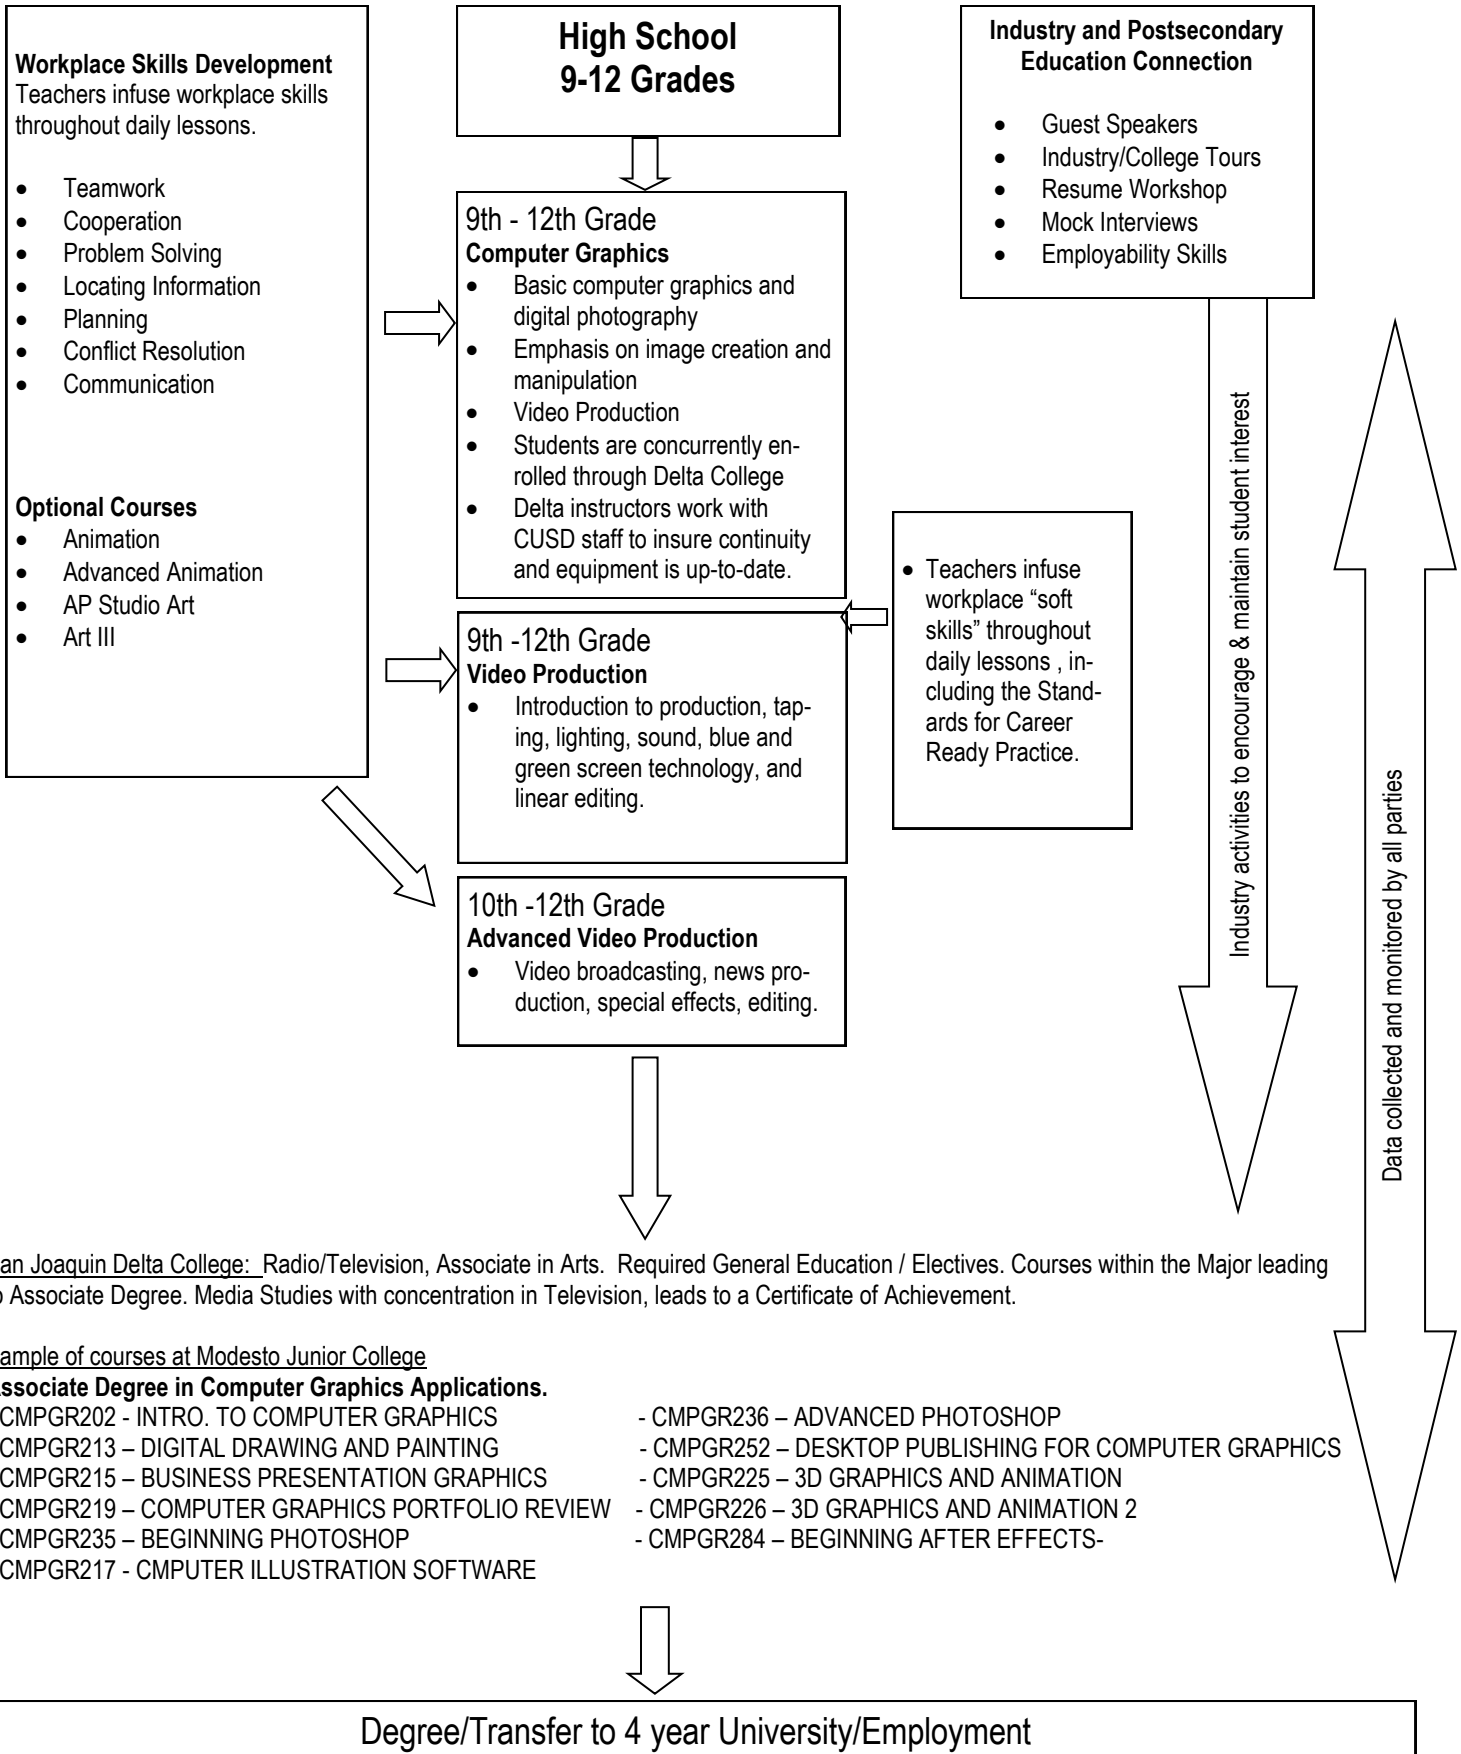 Workplace Skills Development
Teachers infuse workplace skills
throughout daily lessons.
• Teamwork
• Cooperation
• Problem Solving
• Locating Information
• Planning
• Conflict Resolution
• Communication
Optional Courses
• Animation
• Advanced Animation
• AP Studio Art
• Art III
High School
9-12 Grades
9th - 12th Grade
Computer Graphics
• Basic computer graphics and
digital photography
• Emphasis on image creation and
manipulation
• Video Production
• Students are concurrently en-
rolled through Delta College
• Delta instructors work with
CUSD staff to insure continuity
and equipment is up-to-date.
9th -12th Grade
Video Production
• Introduction to production, tap-
ing, lighting, sound, blue and
green screen technology, and
linear editing.
10th -12th Grade
Advanced Video Production
• Video broadcasting, news pro-
duction, special effects, editing.
• Teachers infuse
workplace “soft
skills” throughout
daily lessons , in-
cluding the Stand-
ards for Career
Ready Practice.
Industry and Postsecondary
Education Connection
• Guest Speakers
• Industry/College Tours
• Resume Workshop
• Mock Interviews
• Employability Skills
Industry activities to encourage & maintain student interest
Data collected and monitored by all parties
an Joaquin Delta College: Radio/Television, Associate in Arts. Required General Education / Electives. Courses within the Major leading
o Associate Degree. Media Studies with concentration in Television, leads to a Certificate of Achievement.
ample of courses at Modesto Junior College
ssociate Degree in Computer Graphics Applications.
CMPGR202 - INTRO. TO COMPUTER GRAPHICS - CMPGR236 – ADVANCED PHOTOSHOP
CMPGR213 – DIGITAL DRAWING AND PAINTING - CMPGR252 – DESKTOP PUBLISHING FOR COMPUTER GRAPHICS
CMPGR215 – BUSINESS PRESENTATION GRAPHICS - CMPGR225 – 3D GRAPHICS AND ANIMATION
CMPGR219 – COMPUTER GRAPHICS PORTFOLIO REVIEW - CMPGR226 – 3D GRAPHICS AND ANIMATION 2
CMPGR235 – BEGINNING PHOTOSHOP - CMPGR284 – BEGINNING AFTER EFFECTS-
CMPGR217 - CMPUTER ILLUSTRATION SOFTWARE
Degree/Transfer to 4 year University/Employment